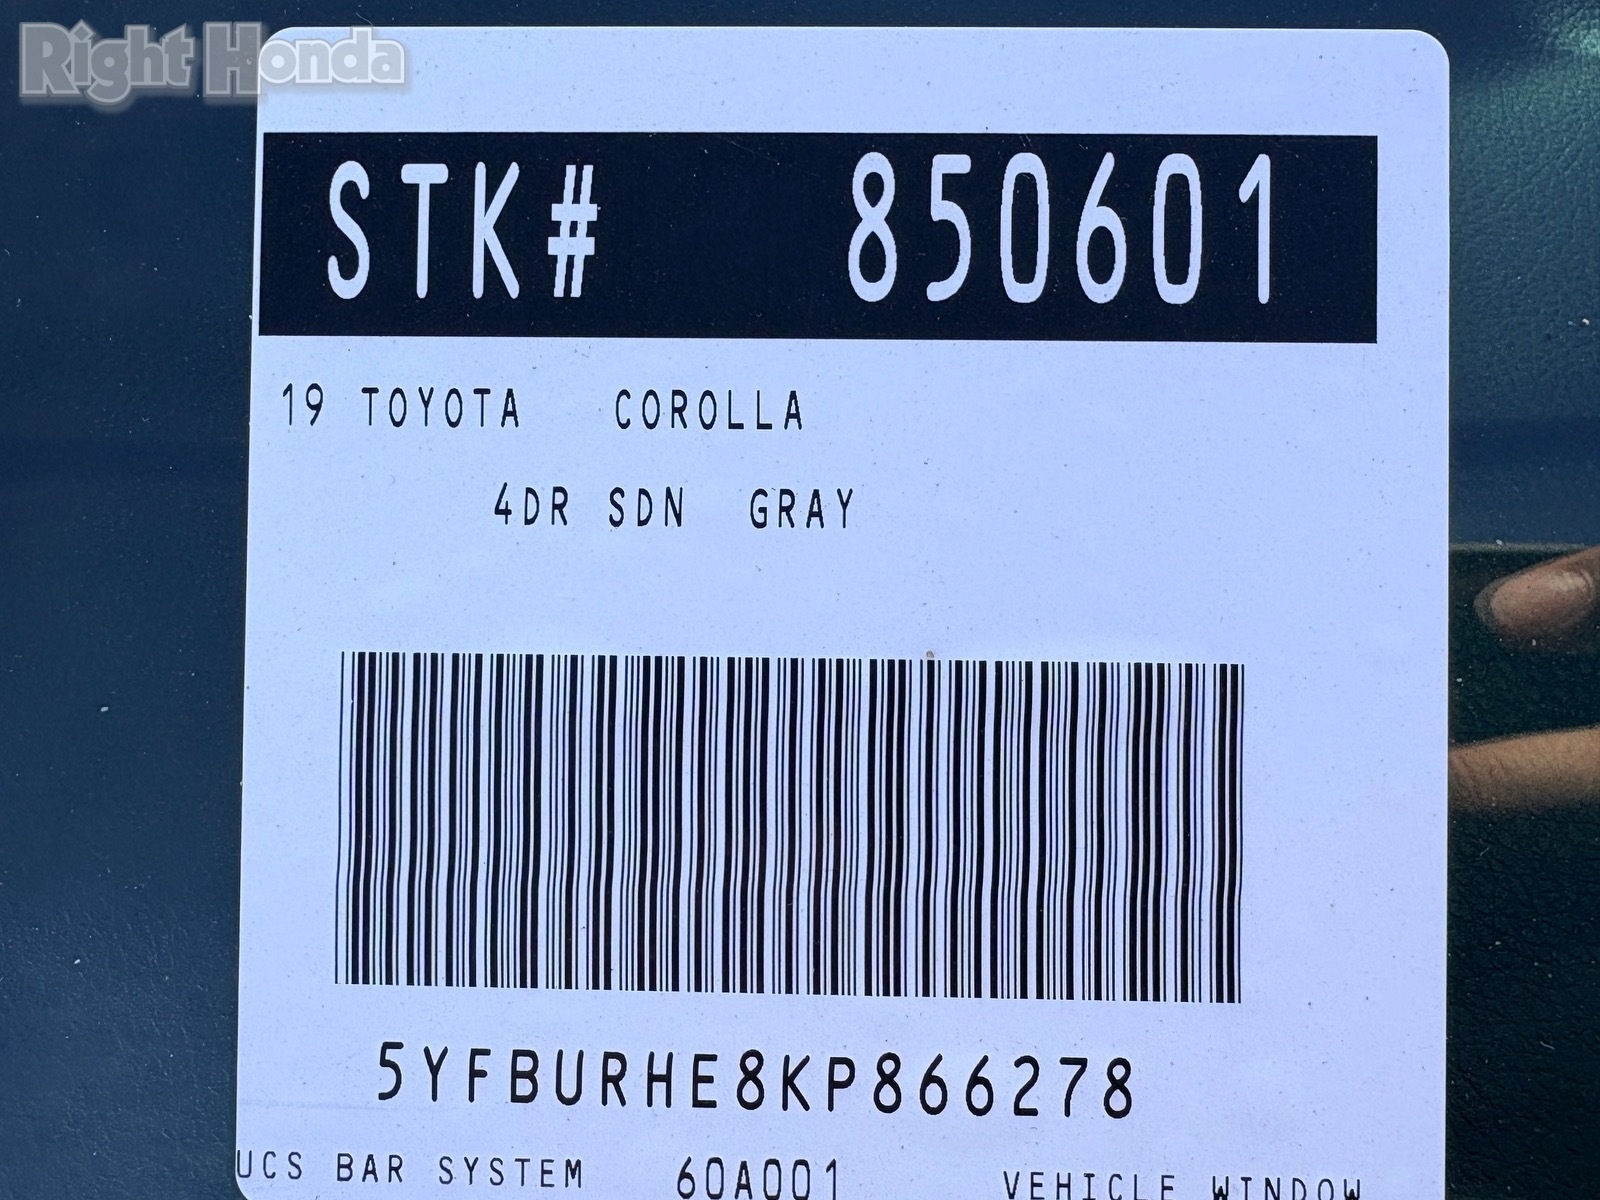 Right Honda
STK# 850601
19 TOYOTA COROLLA
4DR SDN GRAY
5YFBURHE8KP866278
UCS BAR SYSTEM 60A001 VEHICLE WINDOW